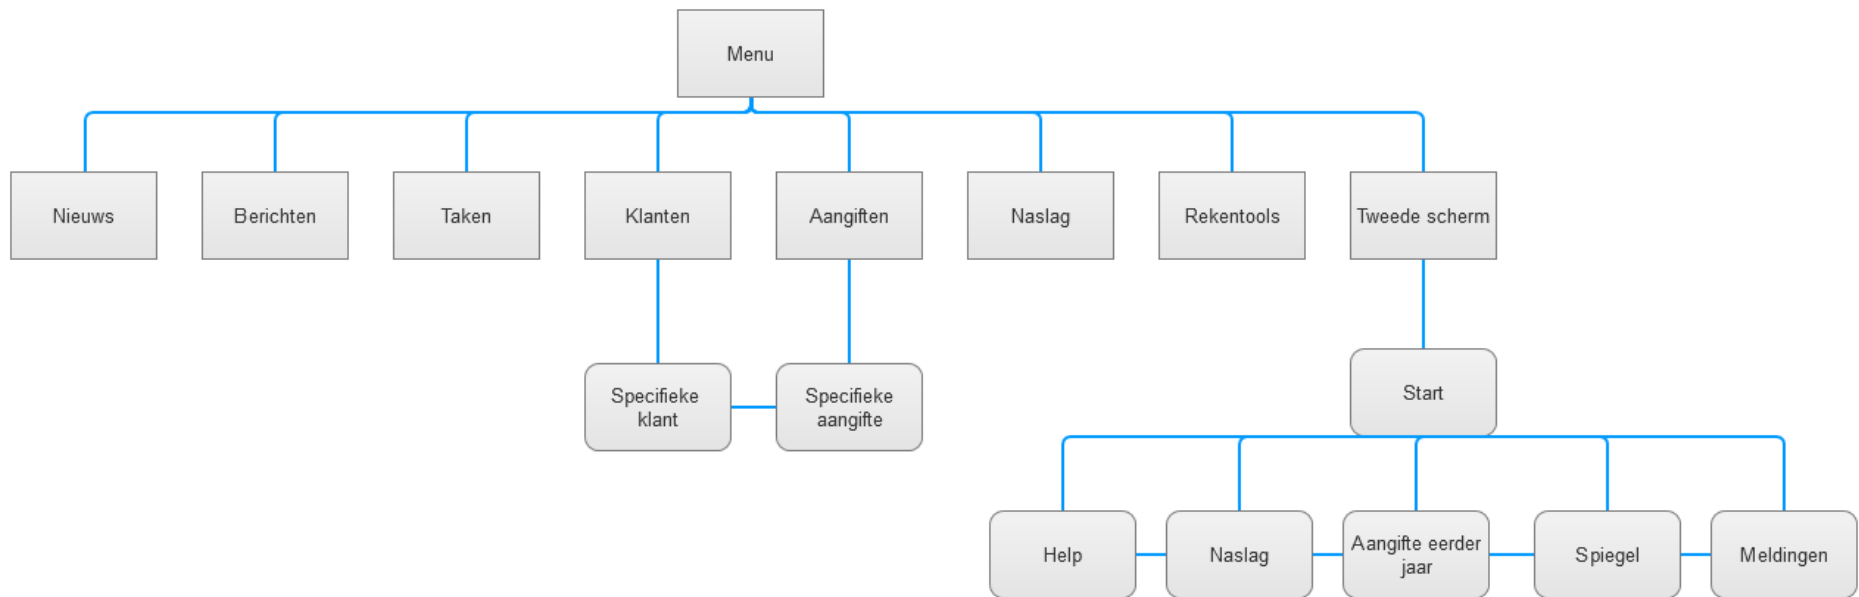 Menu
Nieuws
Berichten
Taken
Klanten
Aangiften
Naslag
Rekentools
Tweede scherm
Specifieke
klant
Specifieke
aangifte
Start
Help
Naslag
Aangifte eerder
jaar
Spiegel
Meldingen